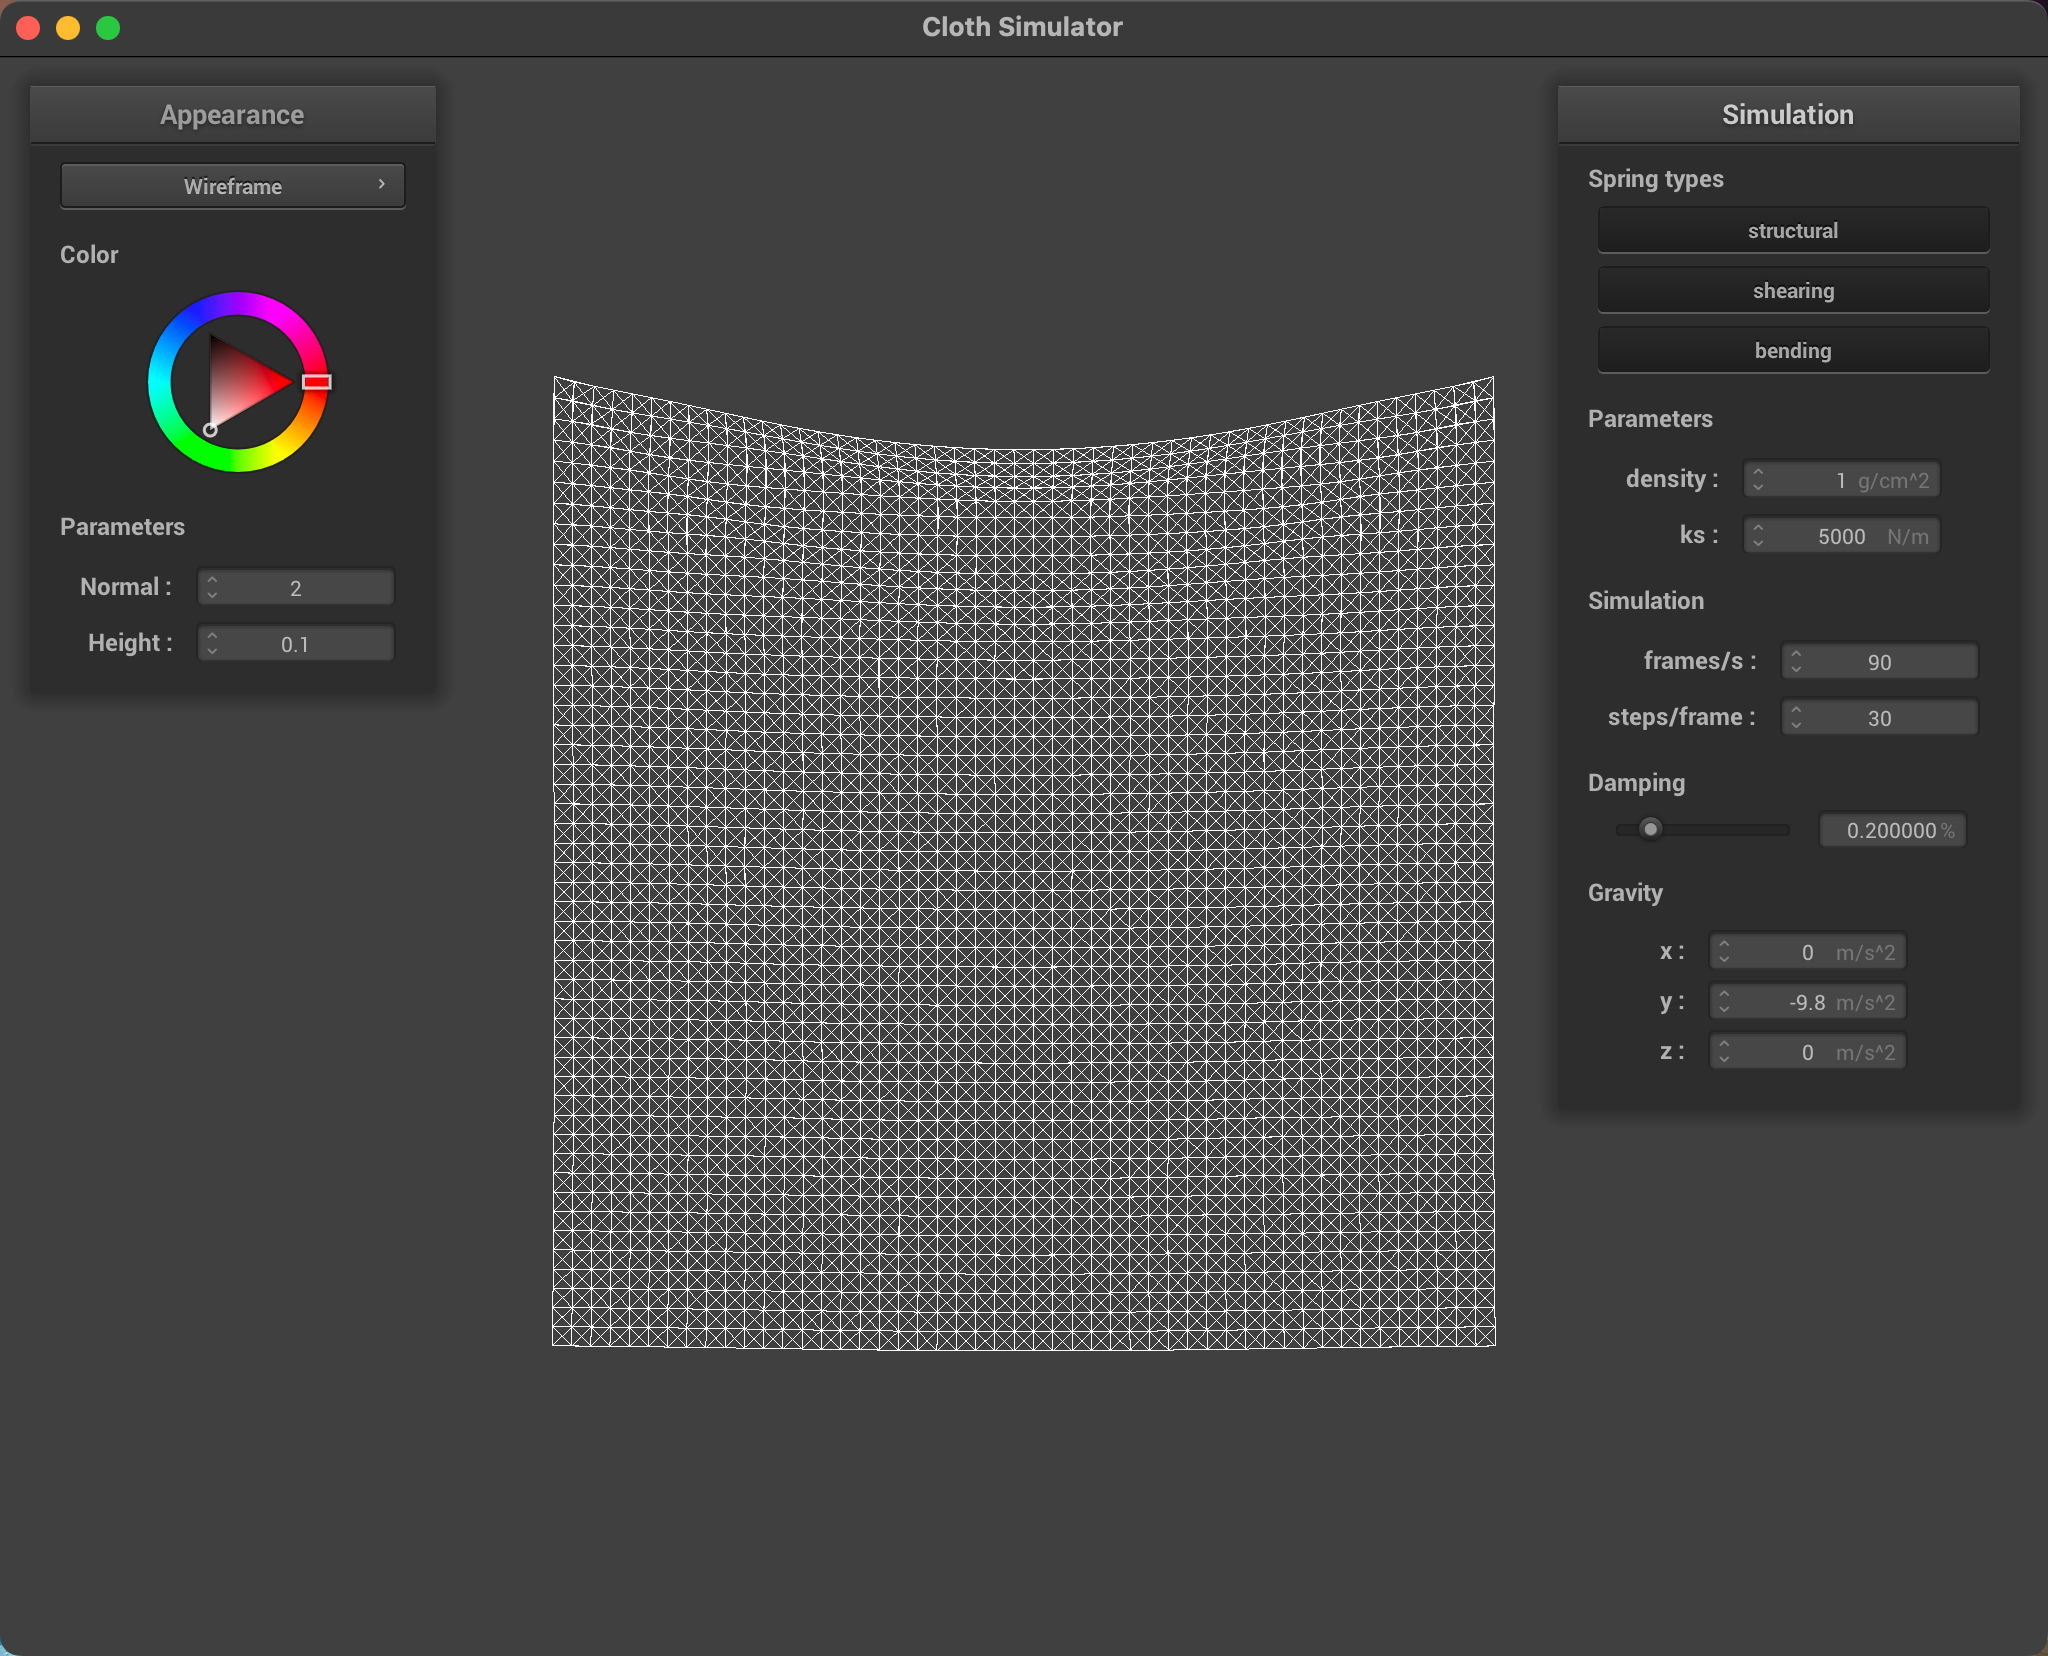 Cloth Simulator
Appearance
Wireframe
Color
Parameters
Normal : 2
Height : 0.1
Simulation
Spring types
structural
shearing
bending
Parameters
density : 1 g/cm^2
ks : 5000 N/m
Simulation
frames/s : 90
steps/frame : 30
Damping
0.200000 %
Gravity
x : 0 m/s^2
y : -9.8 m/s^2
z : 0 m/s^2